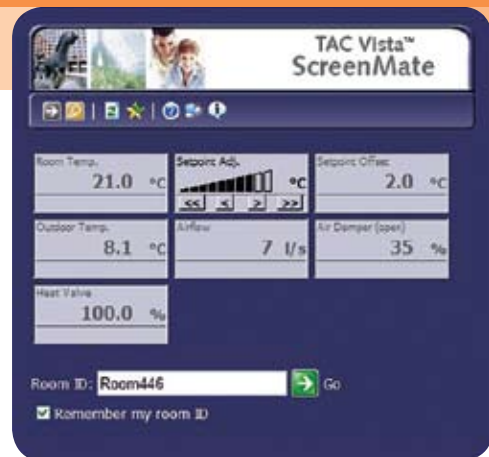 TAC Vista™
ScreenMate
Room Temp.
21.0 °C
Setpoint Adj.
°C
<< < > >>
Setpoint Offset
2.0 °C
Outdoor Temp.
8.1 °C
Airflow
7 l/s
Air Damper (open)
35 %
Heat Valve
100.0 %
Room ID: Room446 Go
Remember my room ID